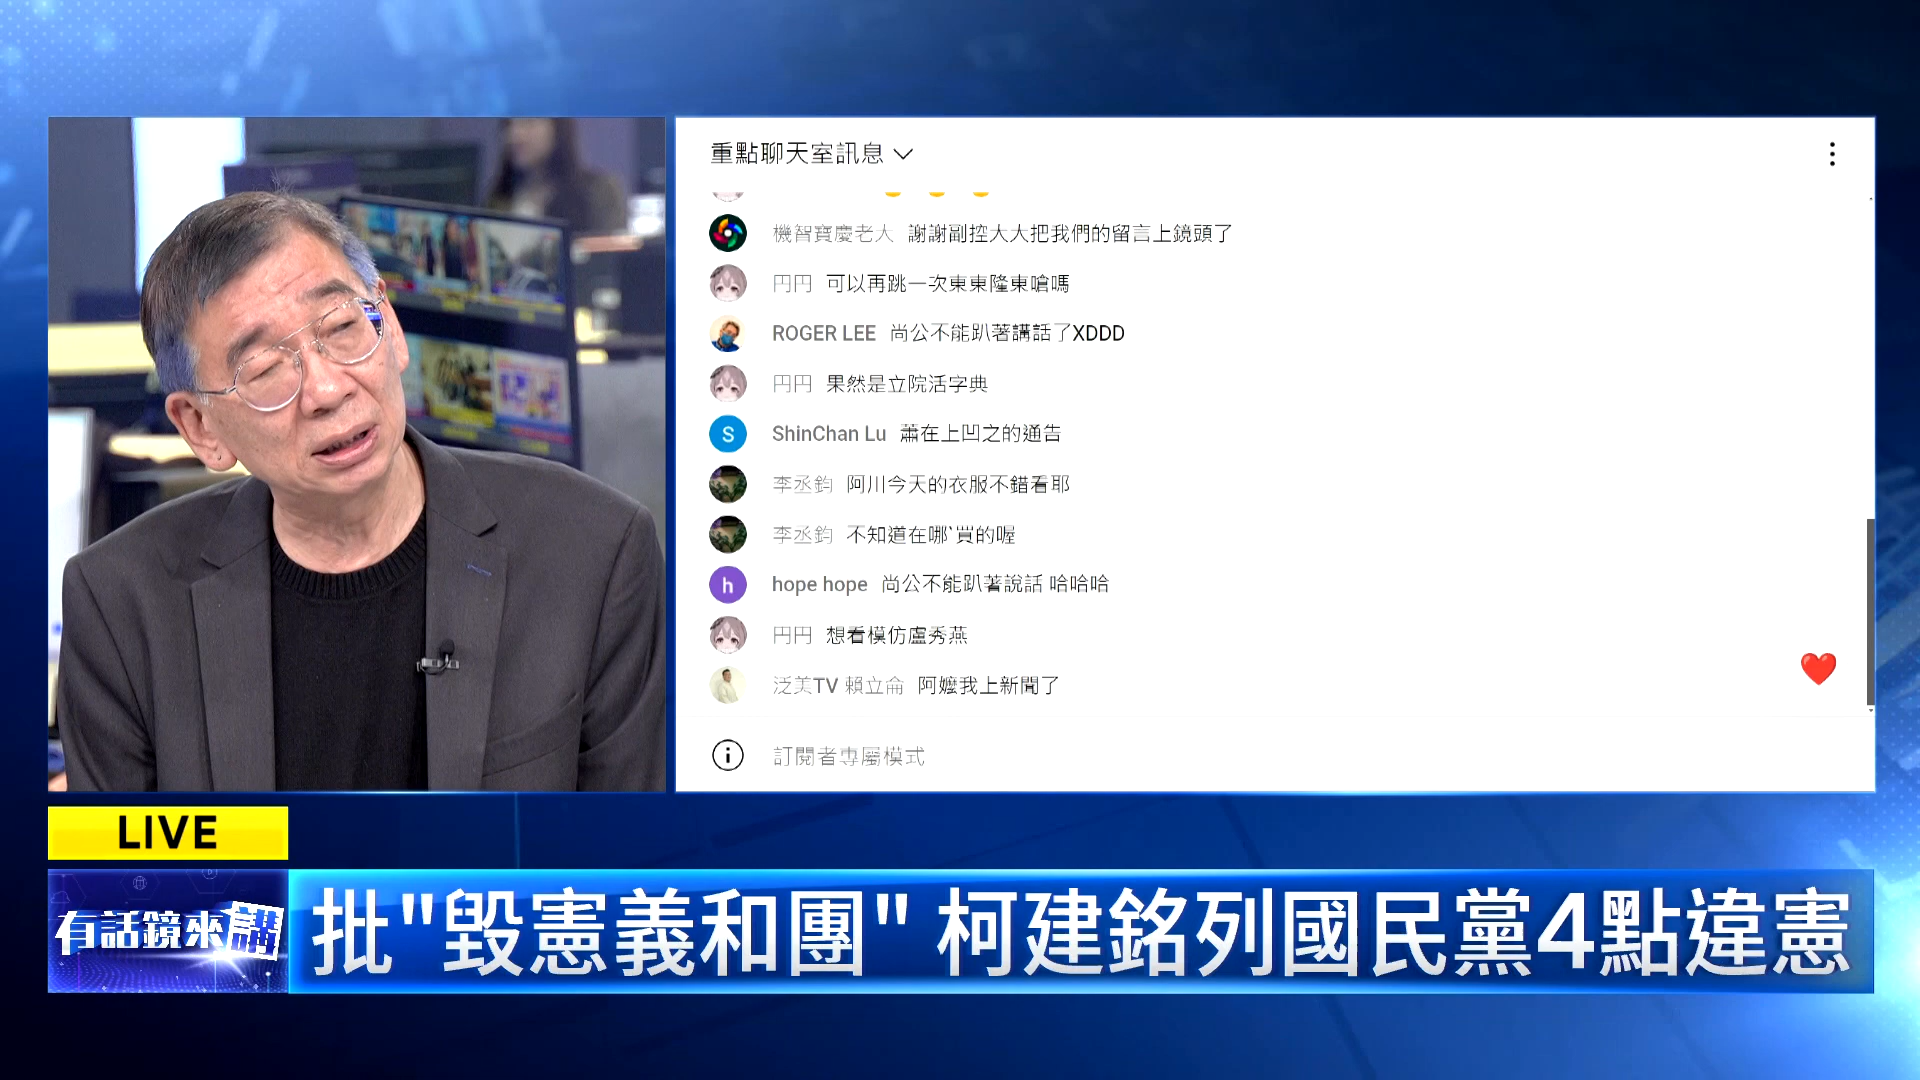 重點聊天室訊息
機智寶慶老大 謝謝副控大大把我們的留言上鏡頭了
円円 可以再跳一次東東隆東嗆嗎
ROGER LEE 尚公不能趴著講話了XDDD
円円 果然是立院活字典
S ShinChan Lu 蕭在上凹之的通告
李丞鈞 阿川今天的衣服不錯看耶
李丞鈞 不知道在哪ˋ買的喔
h hope hope 尚公不能趴著說話 哈哈哈
円円 想看模仿盧秀燕
泛美TV 賴立侖 阿嬤我上新聞了
訂閱者專屬模式
LIVE
有話鏡來講
批"毀憲義和團" 柯建銘列國民黨4點違憲